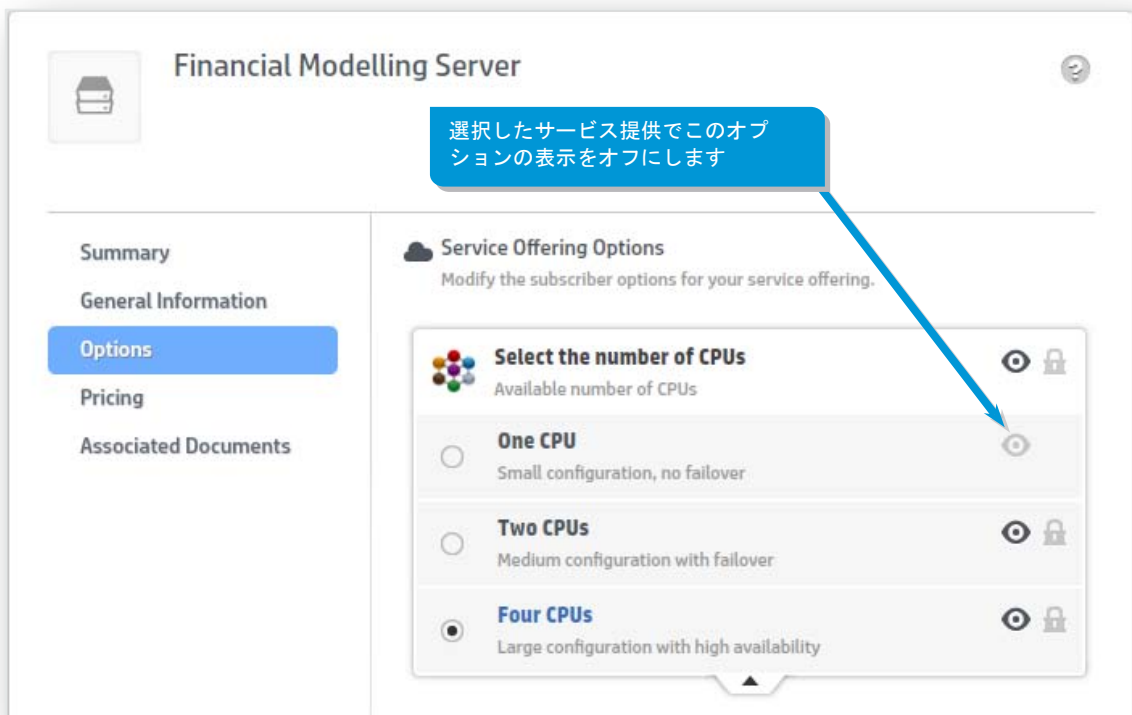 Financial Modelling Server
選択したサービス提供でこのオプ
ションの表示をオフにします
Summary
General Information
Options
Pricing
Associated Documents
Service Offering Options
Modify the subscriber options for your service offering.
Select the number of CPUs
Available number of CPUs
One CPU
Small configuration, no failover
Two CPUs
Medium configuration with failover
Four CPUs
Large configuration with high availability